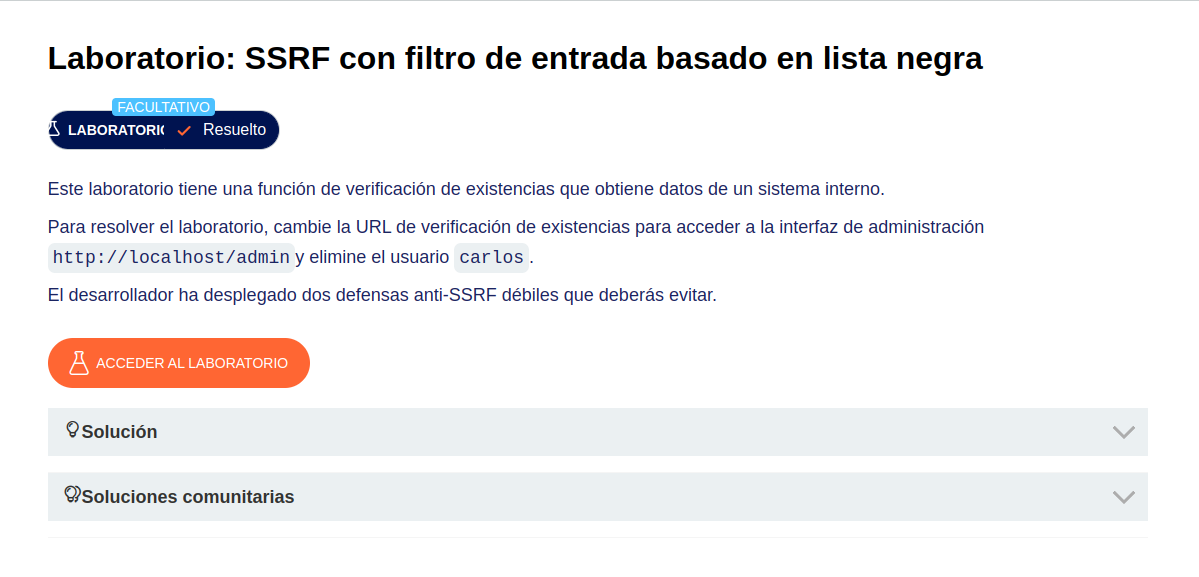 Laboratorio: SSRF con filtro de entrada basado en lista negra
FACULTATIVO
LABORATORIO Resuelto
Este laboratorio tiene una función de verificación de existencias que obtiene datos de un sistema interno.
Para resolver el laboratorio, cambie la URL de verificación de existencias para acceder a la interfaz de administración
http://localhost/admin y elimine el usuario carlos.
El desarrollador ha desplegado dos defensas anti-SSRF débiles que deberás evitar.
ACCEDER AL LABORATORIO
Solución
Soluciones comunitarias